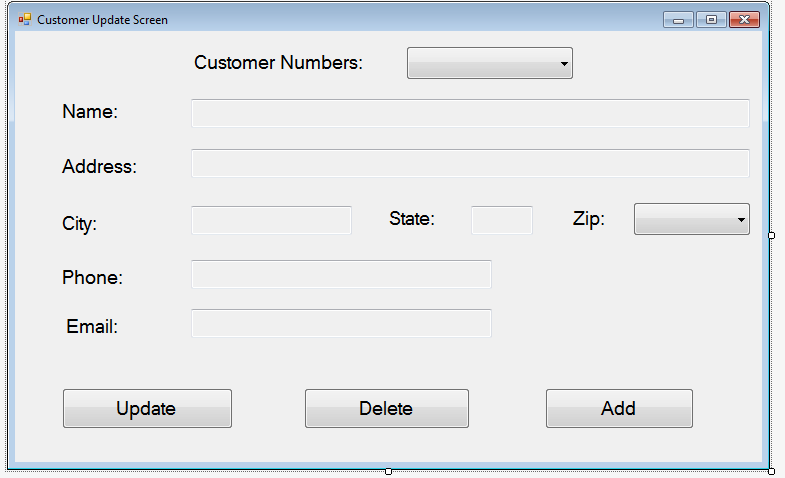 Customer Update Screen
Customer Numbers:
Name:
Address:
City: State: Zip:
Phone:
Email:
Update Delete Add